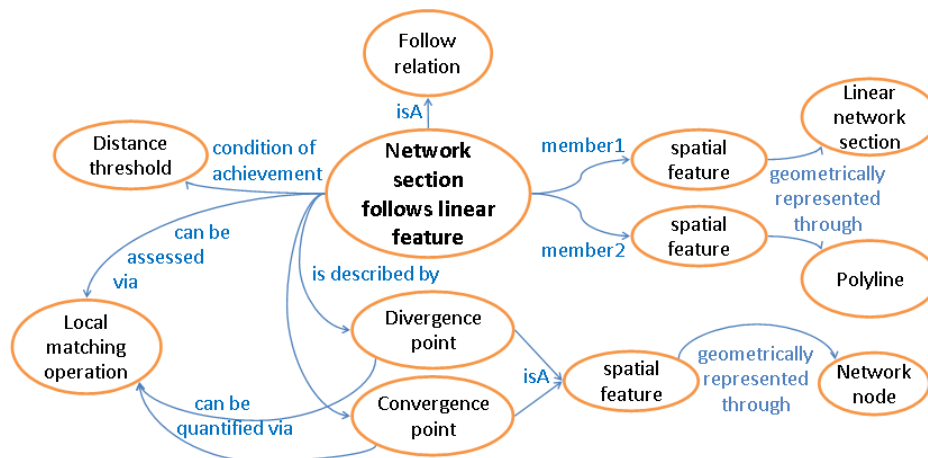 Follow
relation
isA
Distance
threshold
condition of
achievement
Network
section
follows linear
feature
member1
spatial
feature
Linear
network
section
geometrically
represented
through
member2
spatial
feature
Polyline
can be
assessed
via
is described by
Local
matching
operation
Divergence
point
can be
quantified via
Convergence
point
isA
spatial
feature
geometrically
represented
through
Network
node